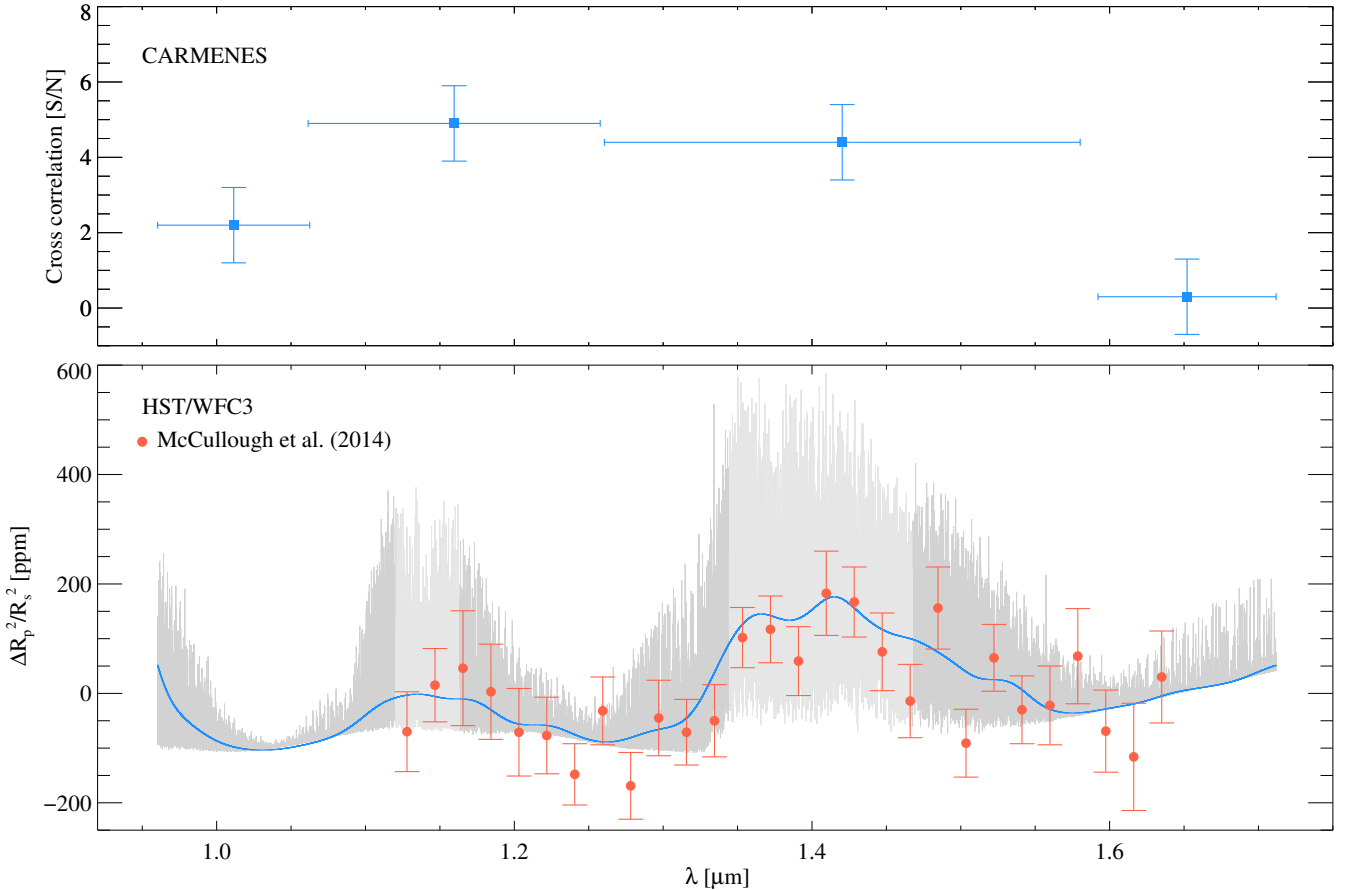 8
6
4
2
0
Cross correlation [S/N]
CARMENES
600
400
200
0
−200
ΔRp²/Rs² [ppm]
HST/WFC3
McCullough et al. (2014)
1.0 1.2 1.4 1.6
λ [μm]